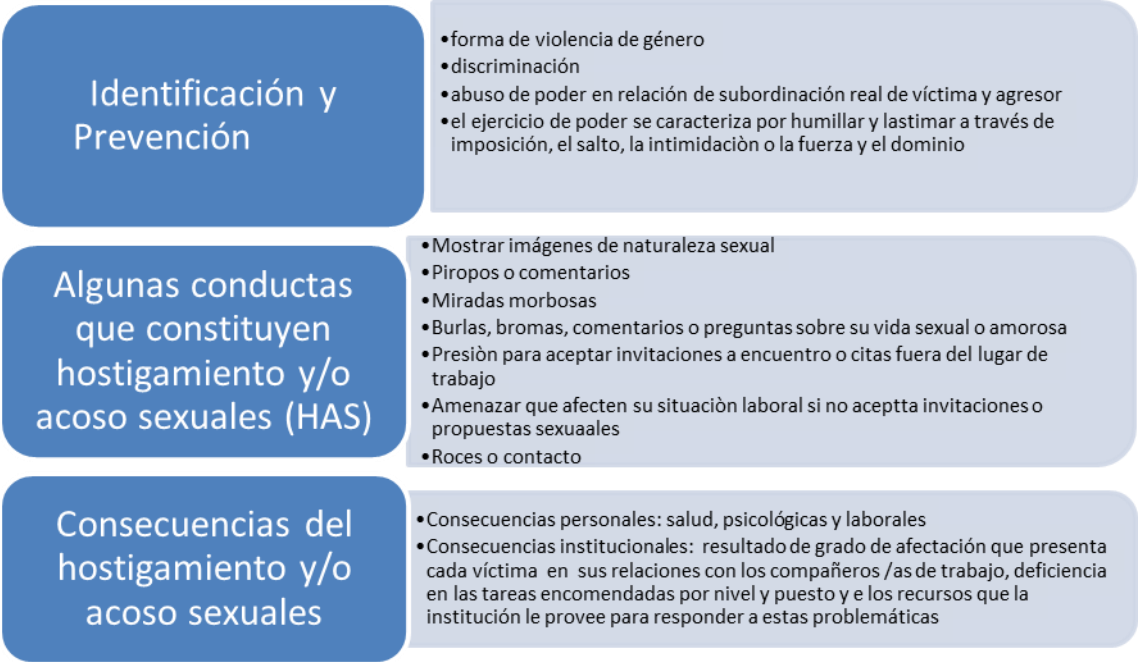 Identificación y
Prevención
•forma de violencia de género
•discriminación
•abuso de poder en relación de subordinación real de víctima y agresor
•el ejercicio de poder se caracteriza por humillar y lastimar a través de
imposición, el salto, la intimidaciòn o la fuerza y el dominio
Algunas conductas
que constituyen
hostigamiento y/o
acoso sexuales (HAS)
•Mostrar imágenes de naturaleza sexual
•Piropos o comentarios
•Miradas morbosas
•Burlas, bromas, comentarios o preguntas sobre su vida sexual o amorosa
•Presiòn para aceptar invitaciones a encuentro o citas fuera del lugar de
trabajo
•Amenazar que afecten su situaciòn laboral si no aceptta invitaciones o
propuestas sexuaales
•Roces o contacto
Consecuencias del
hostigamiento y/o
acoso sexuales
•Consecuencias personales: salud, psicológicas y laborales
•Consecuencias institucionales: resultado de grado de afectación que presenta
cada víctima en sus relaciones con los compañeros /as de trabajo, deficiencia
en las tareas encomendadas por nivel y puesto y e los recursos que la
institución le provee para responder a estas problemáticas